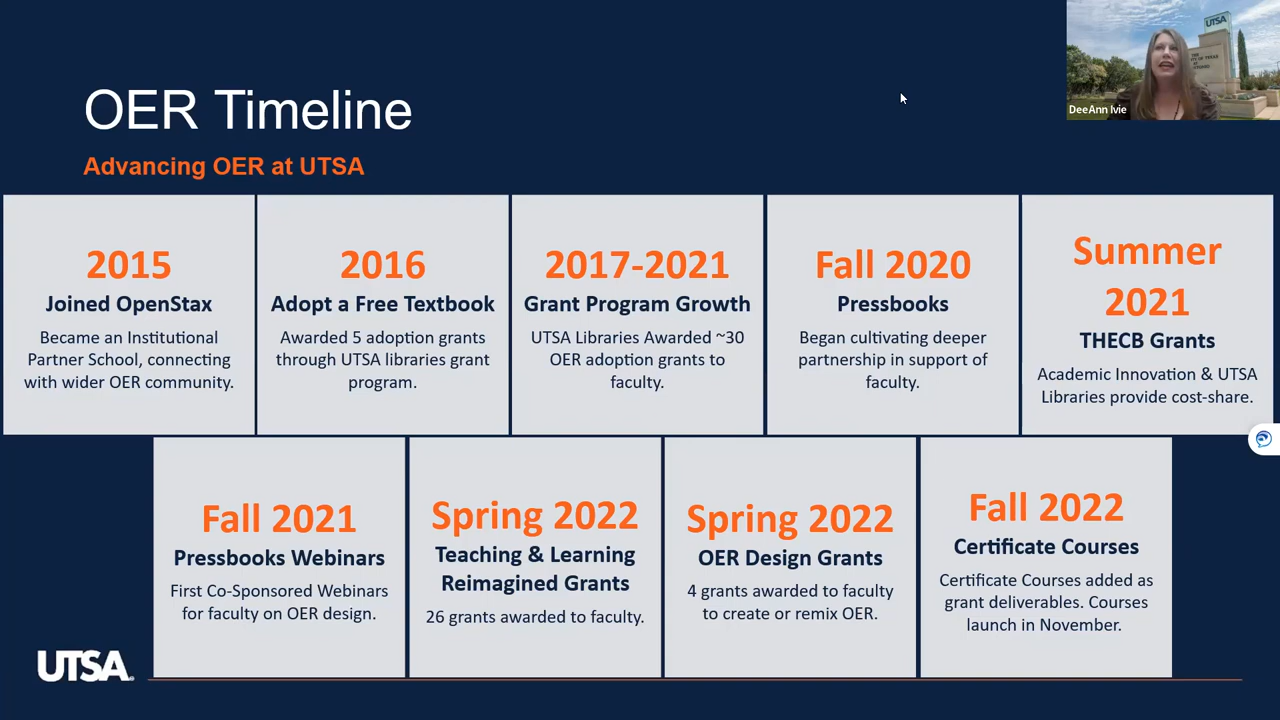 UTSA
DeeAnn Ivie
OER Timeline
Advancing OER at UTSA
2015
Joined OpenStax
Became an Institutional
Partner School, connecting
with wider OER community.
2016
Adopt a Free Textbook
Awarded 5 adoption grants
through UTSA libraries grant
program.
2017-2021
Grant Program Growth
UTSA Libraries Awarded ~30
OER adoption grants to
faculty.
Fall 2020
Pressbooks
Began cultivating deeper
partnership in support of
faculty.
Summer
2021
THECB Grants
Academic Innovation & UTSA
Libraries provide cost-share.
Fall 2021
Pressbooks Webinars
First Co-Sponsored Webinars
for faculty on OER design.
Spring 2022
Teaching & Learning
Reimagined Grants
26 grants awarded to faculty.
Spring 2022
OER Design Grants
4 grants awarded to faculty
to create or remix OER.
Fall 2022
Certificate Courses
Certificate Courses added as
grant deliverables. Courses
launch in November.
UTSA